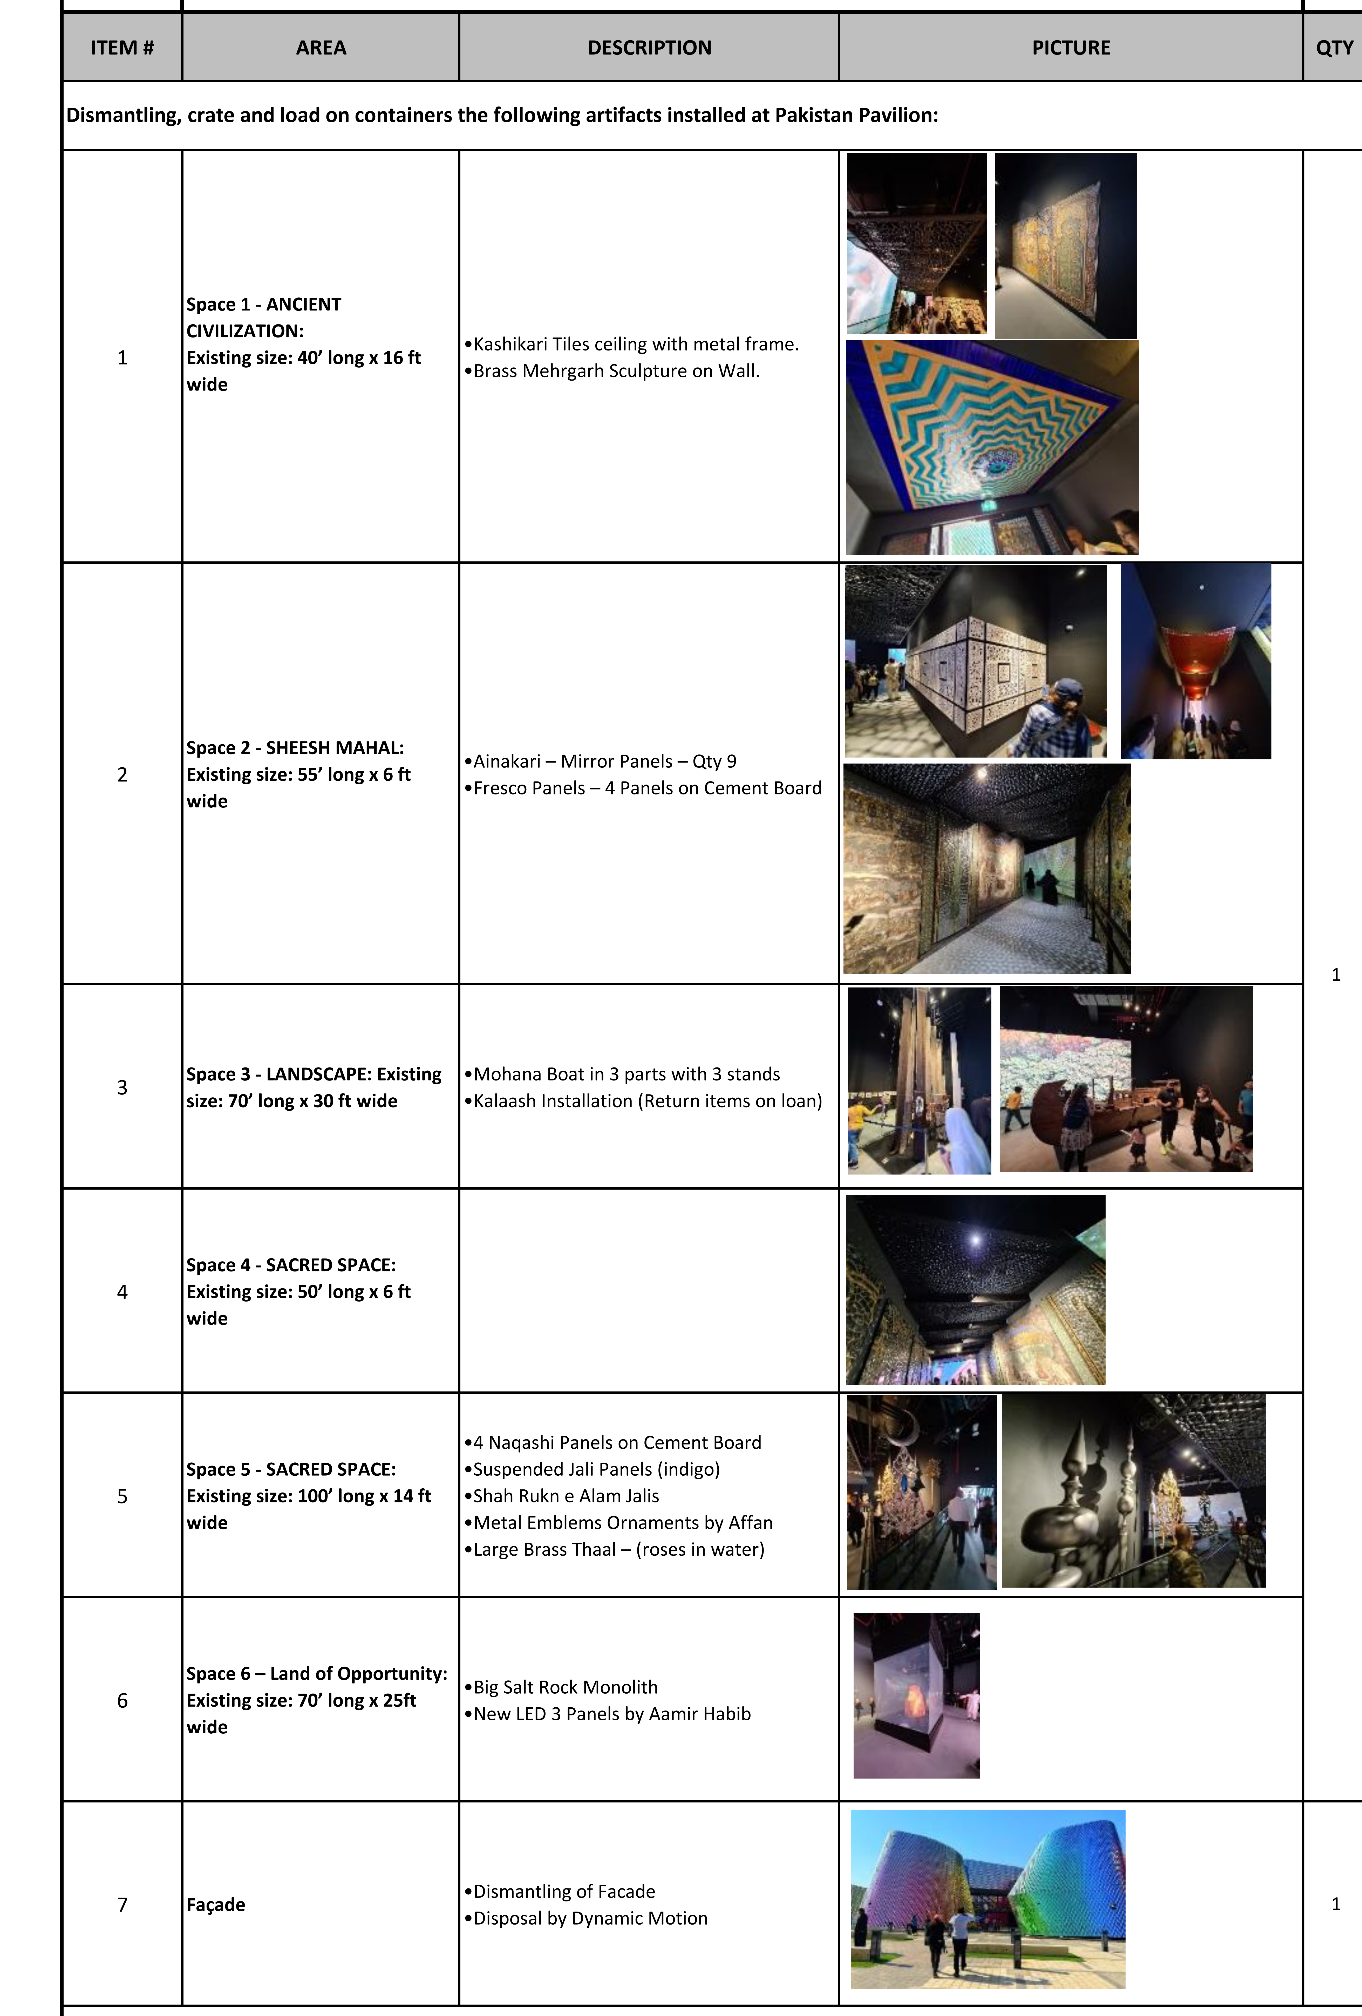 ITEM #
AREA
DESCRIPTION
PICTURE
QTY
Dismantling, crate and load on containers the following artifacts installed at Pakistan Pavilion:
1
Space 1 - ANCIENT
CIVILIZATION:
Existing size: 40’ long x 16 ft
wide
•Kashikari Tiles ceiling with metal frame.
•Brass Mehrgarh Sculpture on Wall.
2
Space 2 - SHEESH MAHAL:
Existing size: 55’ long x 6 ft
wide
•Ainakari – Mirror Panels – Qty 9
•Fresco Panels – 4 Panels on Cement Board
1
3
Space 3 - LANDSCAPE: Existing
size: 70’ long x 30 ft wide
•Mohana Boat in 3 parts with 3 stands
•Kalaash Installation (Return items on loan)
4
Space 4 - SACRED SPACE:
Existing size: 50’ long x 6 ft
wide
5
Space 5 - SACRED SPACE:
Existing size: 100’ long x 14 ft
wide
•4 Naqashi Panels on Cement Board
•Suspended Jali Panels (indigo)
•Shah Rukn e Alam Jalis
•Metal Emblems Ornaments by Affan
•Large Brass Thaal – (roses in water)
6
Space 6 – Land of Opportunity:
Existing size: 70’ long x 25ft
wide
•Big Salt Rock Monolith
•New LED 3 Panels by Aamir Habib
7
Façade
•Dismantling of Facade
•Disposal by Dynamic Motion
1